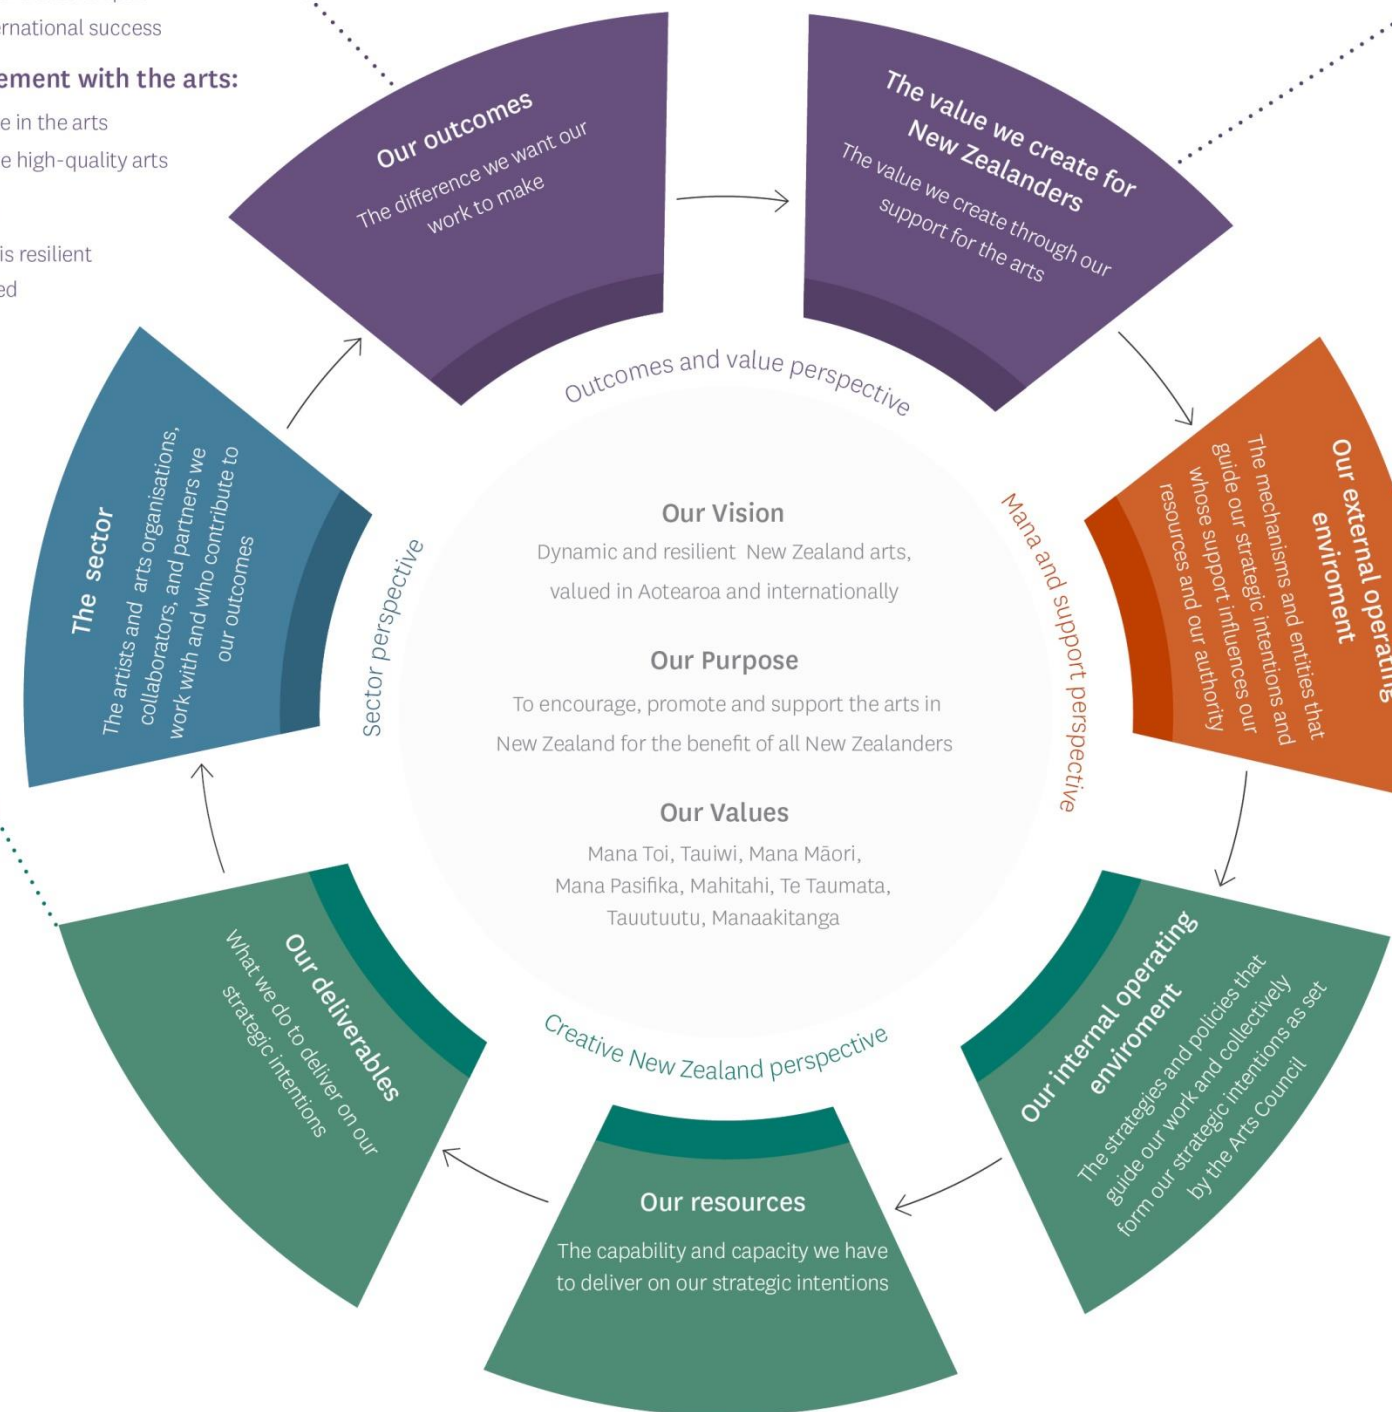 ernational success
ement with the arts:
e in the arts
e high-quality arts
is resilient
ed
Our outcomes
The difference we want our
work to make
The value we create for
New Zealanders
The value we create through our
support for the arts
Our external operating
enviroment
The mechanisms and entities that
guide our strategic intentions and
whose support influences our
resources and our authority
Our internal operating
enviroment
The strategies and policies that
guide our work and collectively
form our strategic intentions as set
by the Arts Council
Our resources
The capability and capacity we have
to deliver on our strategic intentions
Our deliverables
What we do to deliver on our
strategic intentions
The sector
The artists and arts organisations,
collaborators, and partners we
work with and who contribute to
our outcomes
Outcomes and value perspective
Mana and support perspective
Creative New Zealand perspective
Sector perspective
Our Vision
Dynamic and resilient New Zealand arts,
valued in Aotearoa and internationally
Our Purpose
To encourage, promote and support the arts in
New Zealand for the benefit of all New Zealanders
Our Values
Mana Toi, Tauiwi, Mana Māori,
Mana Pasifika, Mahitahi, Te Taumata,
Tauutuutu, Manaakitanga